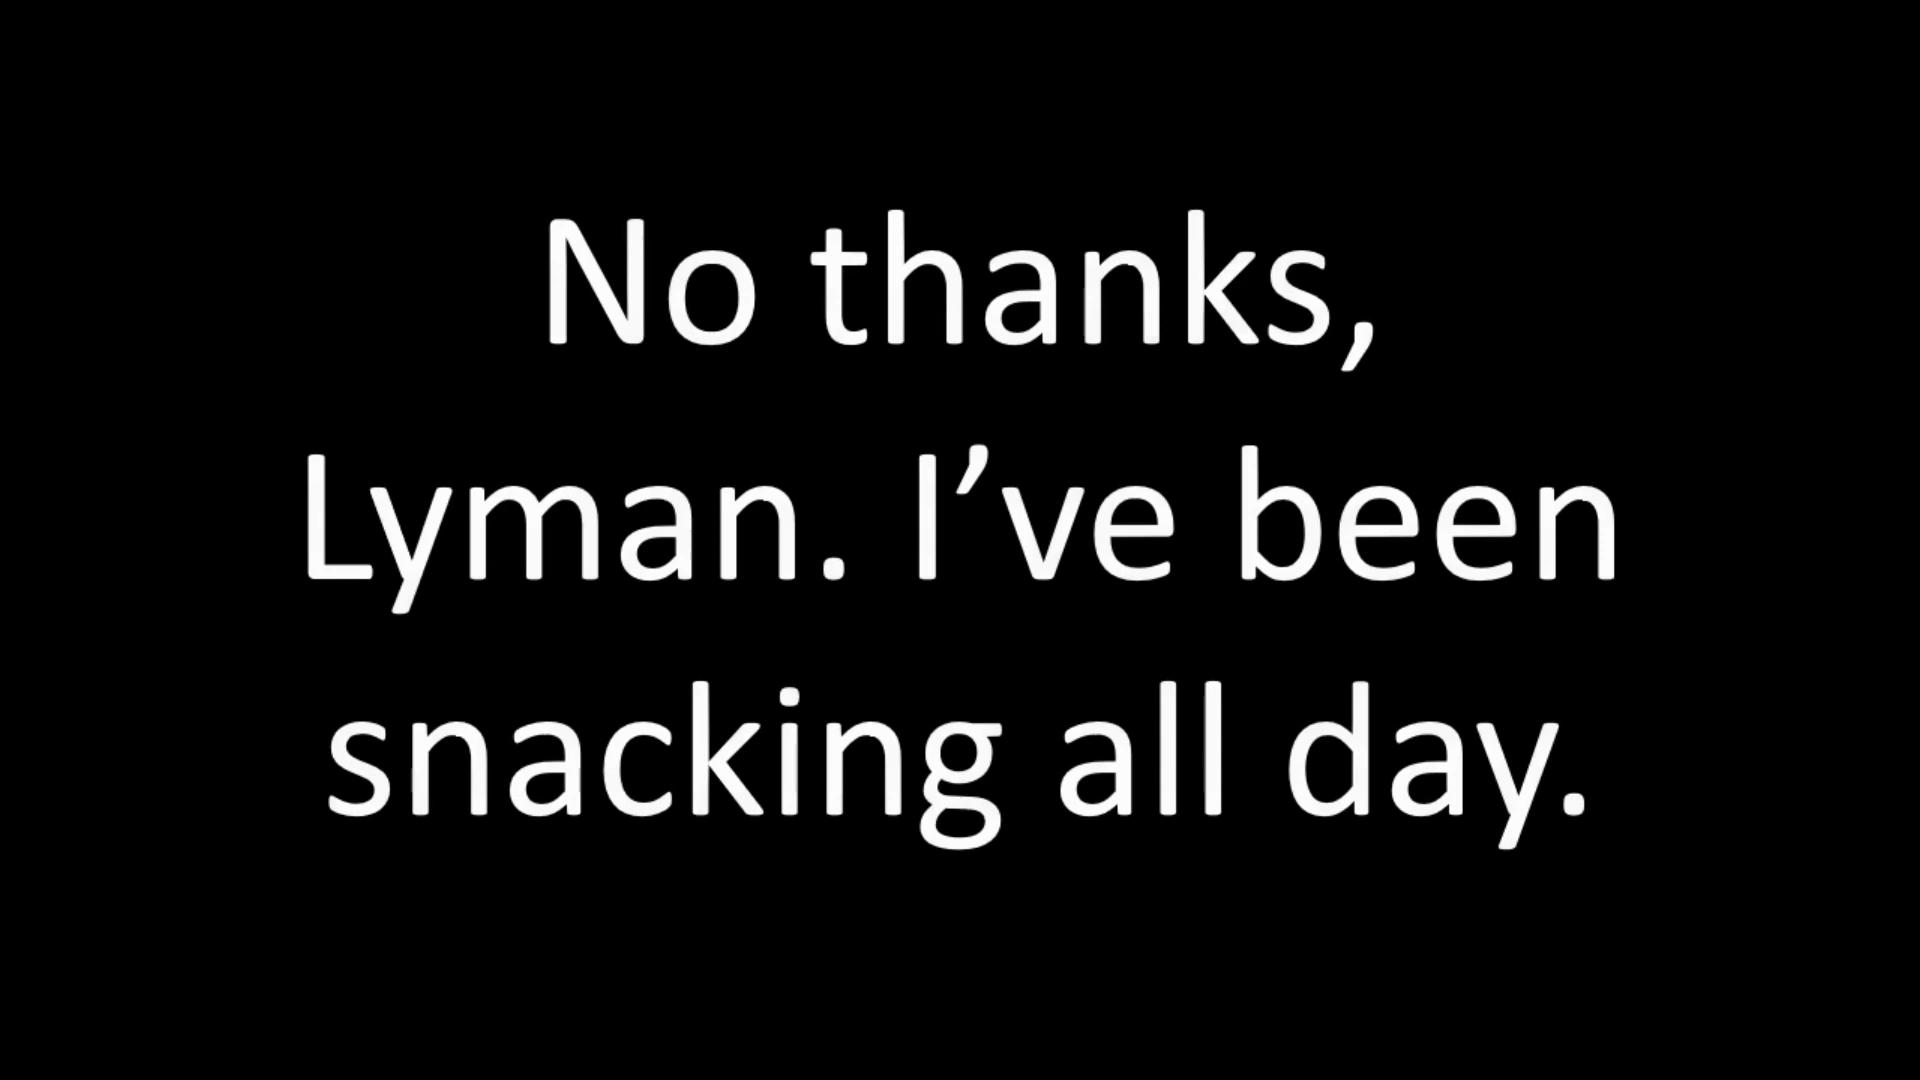 No thanks,
Lyman. I’ve been
snacking all day.